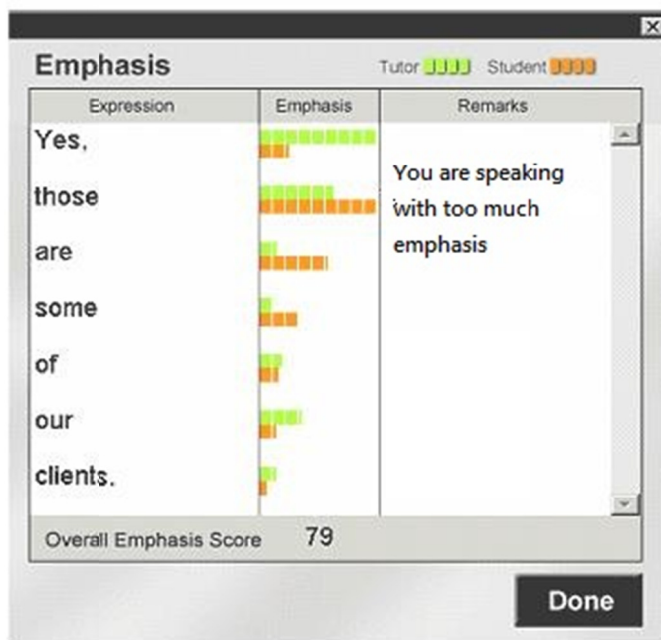 Emphasis
Tutor Student
Expression Emphasis Remarks
Yes,
those
are
some
of
our
clients.
You are speaking
with too much
emphasis
Overall Emphasis Score 79
Done